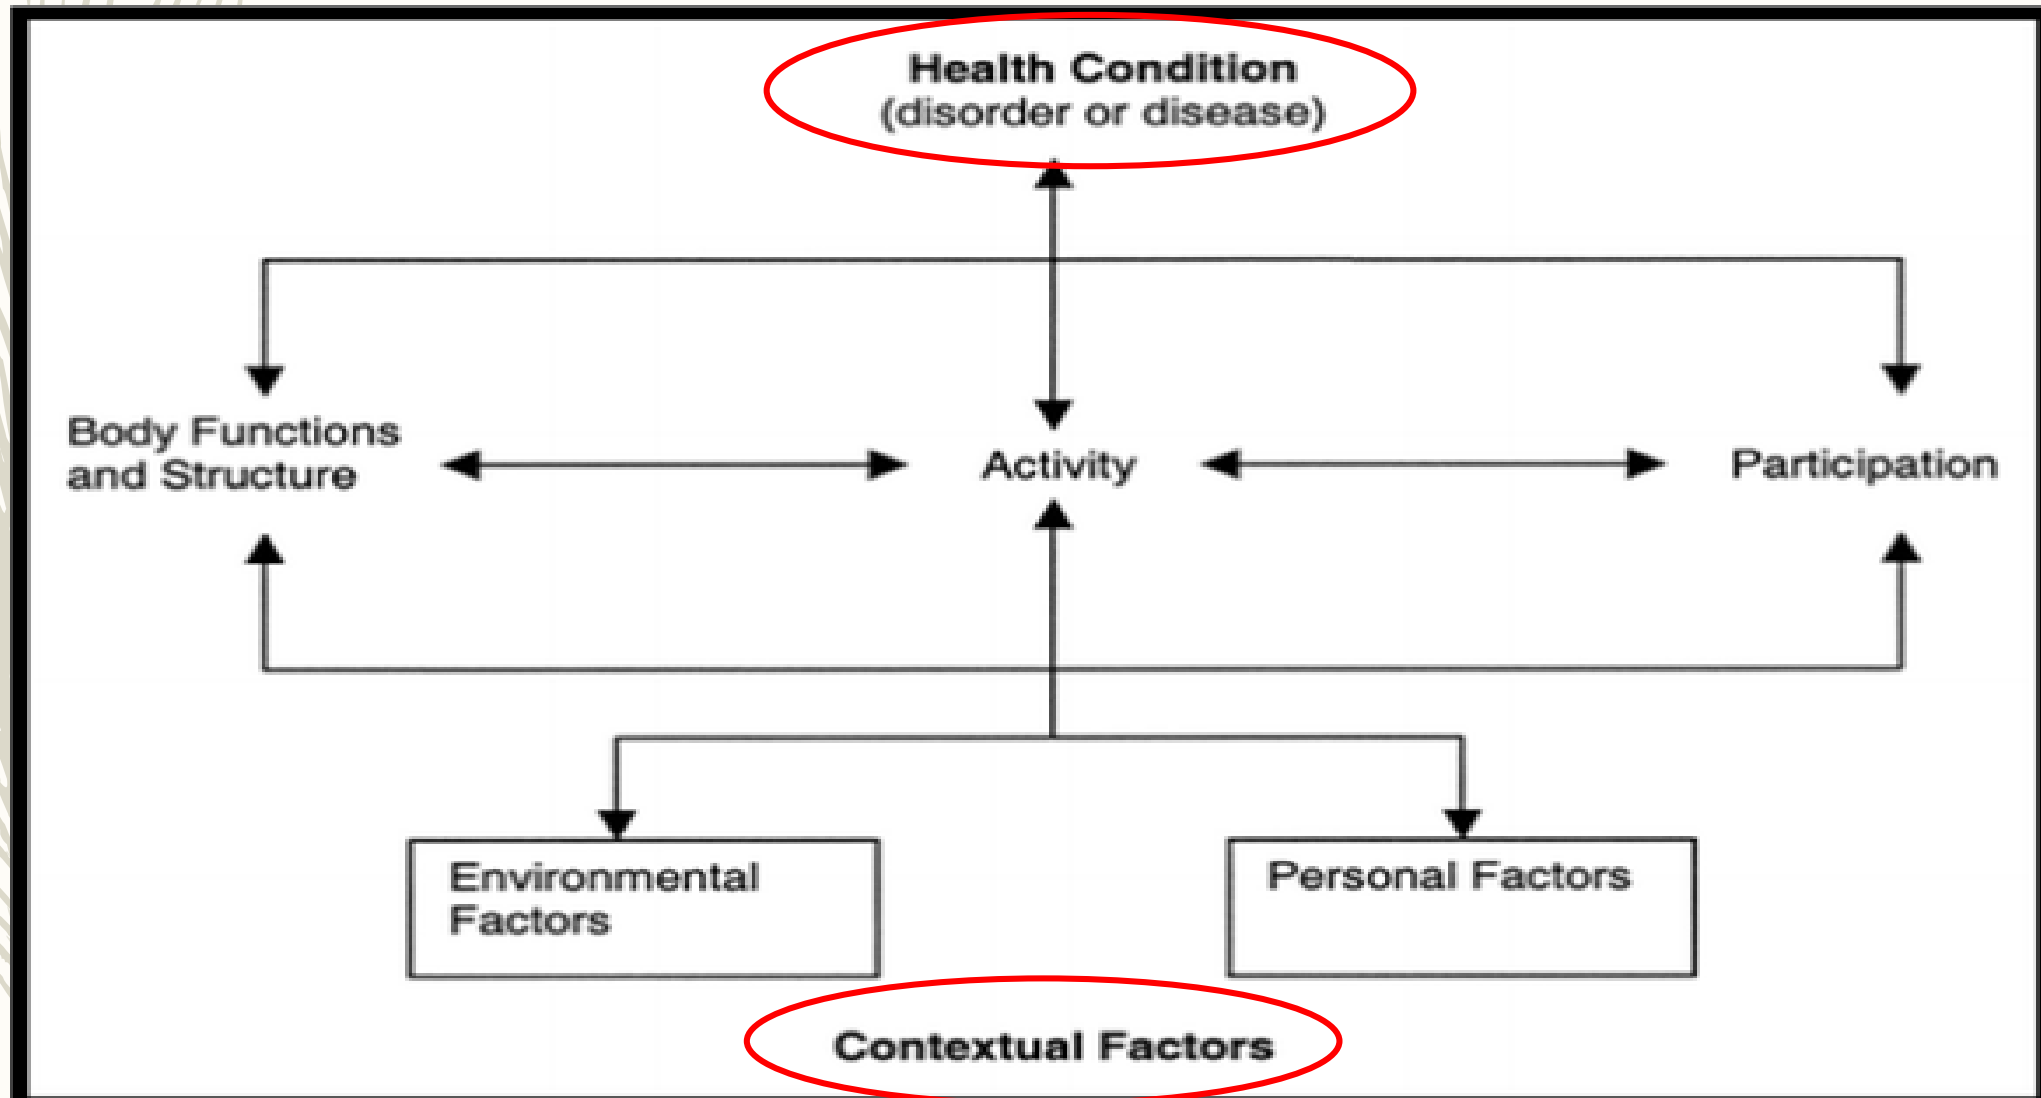 Health Condition
(disorder or disease)
Body Functions
and Structure
Activity
Participation
Environmental
Factors
Personal Factors
Contextual Factors